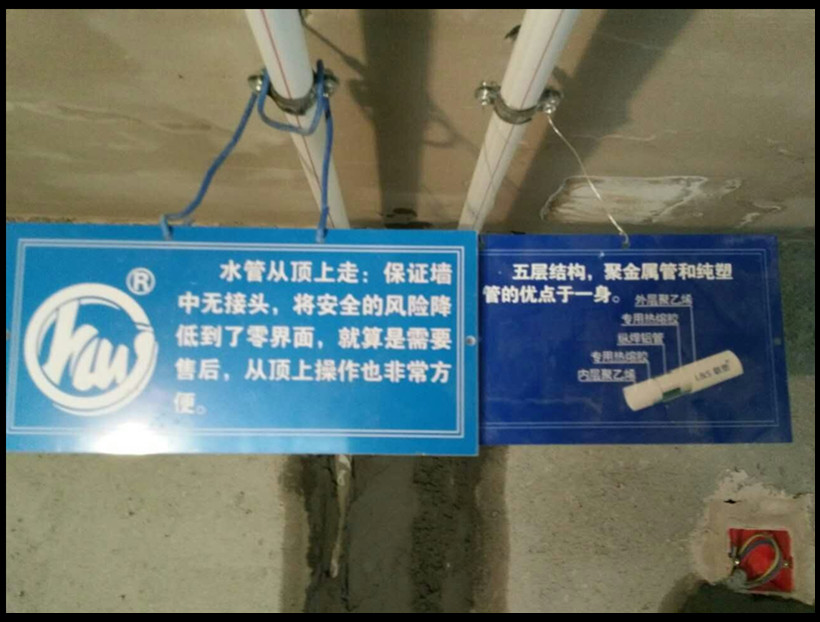 ®
水管从顶上走：保证墙
中无接头，将安全的风险降
低到了零界面，就算是需要
售后，从顶上操作也非常方
便。
五层结构，聚金属管和纯塑
管的优点于一身。
外层聚乙烯
专用热熔胶
纵焊铝管
专用热熔胶
内层聚乙烯